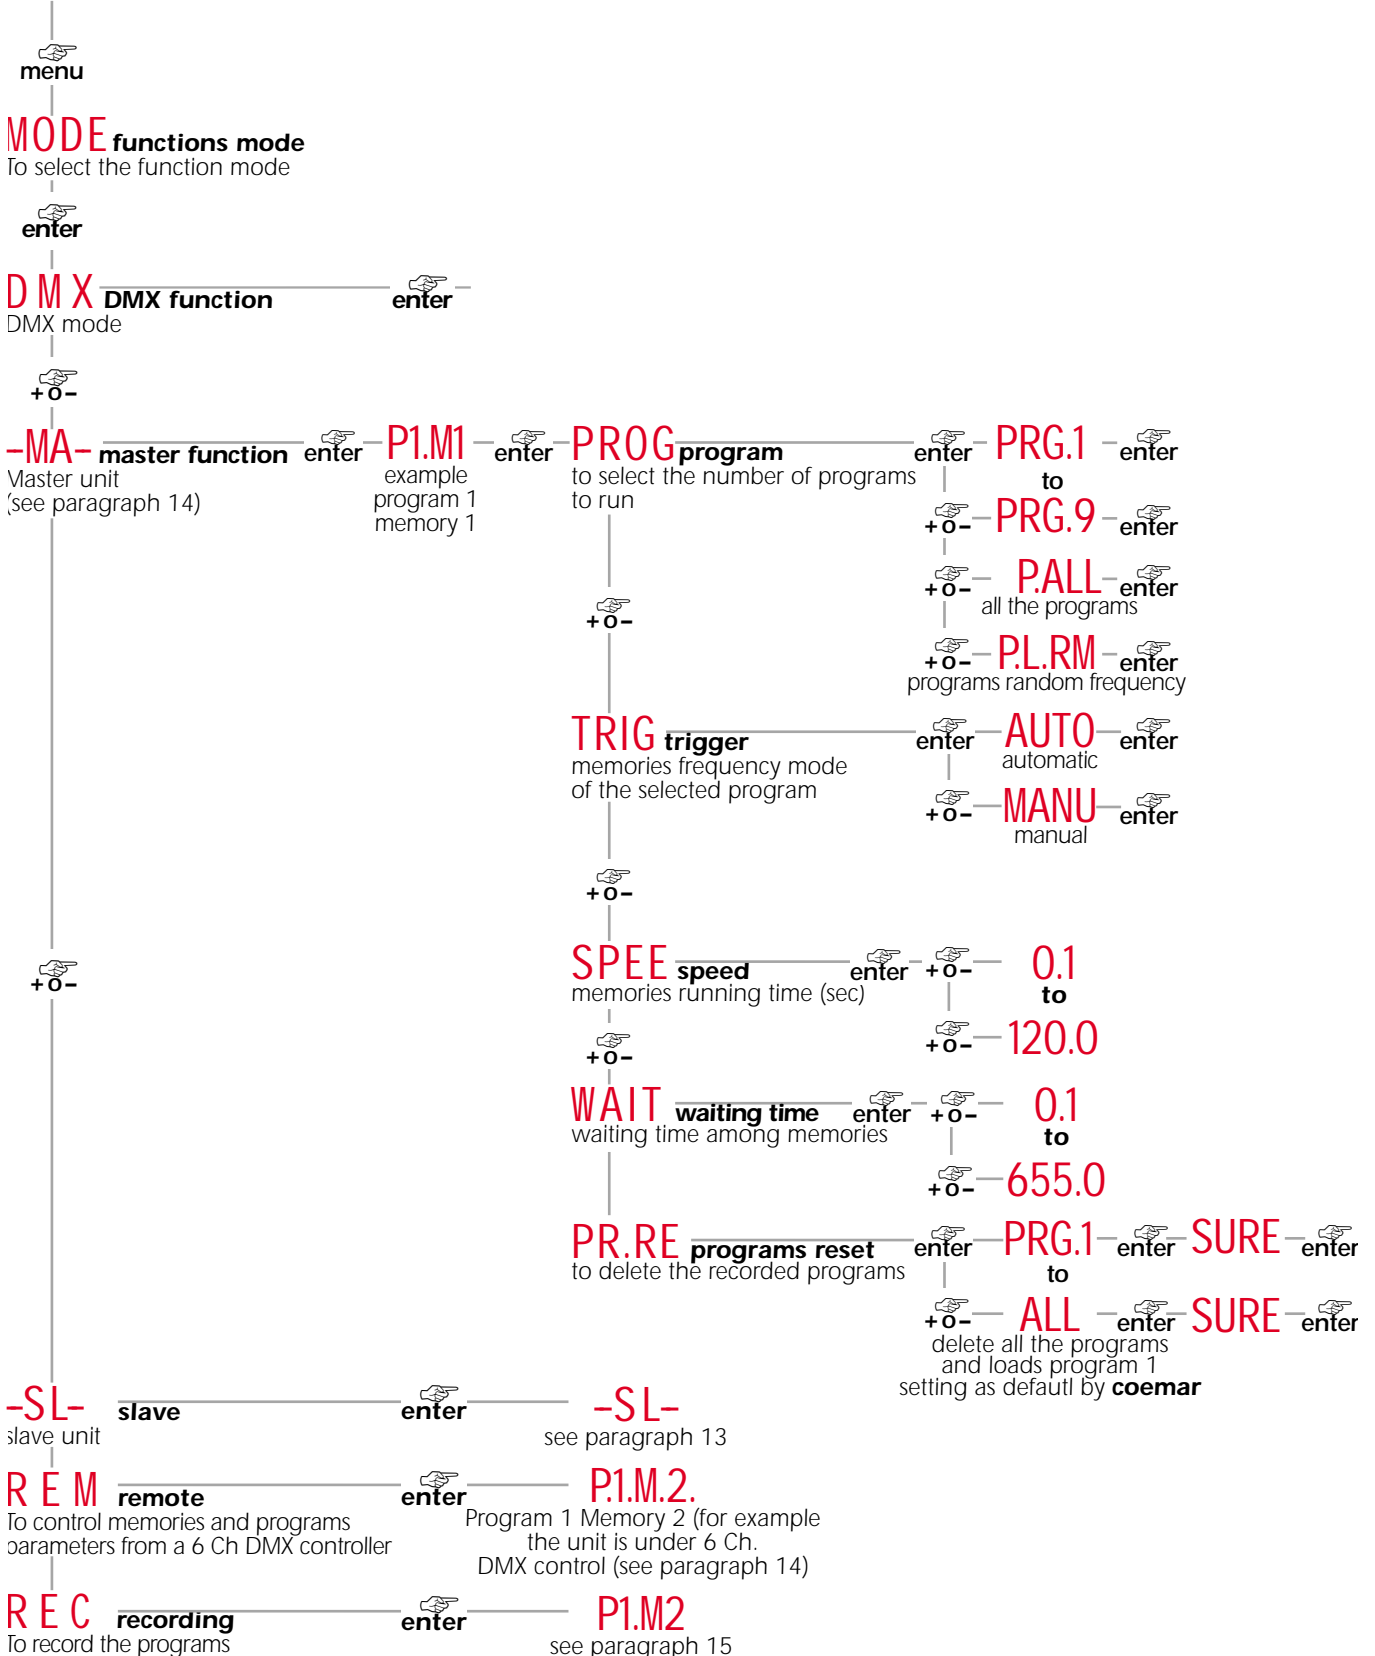 menu
MODE functions mode
To select the function mode
enter
DMX DMX function enter
DMX mode
+o-
-MA- master function enter P1.M1 enter PROG program enter PRG.1 enter
Master unit
(see paragraph 14)
example
program 1
memory 1
to select the number of programs
to run
to
+o- PRG.9 enter
+o- P.ALL enter
all the programs
+o- P.L.RM enter
programs random frequency
+o-
TRIG trigger enter AUTO enter
memories frequency mode
of the selected program
automatic
+o- MANU enter
manual
+o-
+o-
SPEE speed enter +o- 0.1
memories running time (sec)
to
+o- 120.0
+o-
WAIT waiting time enter +o- 0.1
waiting time among memories
to
+o- 655.0
PR.RE programs reset enter PRG.1 enter SURE enter
to delete the recorded programs
to
+o- ALL enter SURE enter
delete all the programs
and loads program 1
setting as defautl by coemar
-SL- slave enter -SL-
slave unit
see paragraph 13
REM remote enter P.1.M.2.
To control memories and programs
parameters from a 6 Ch DMX controller
Program 1 Memory 2 (for example
the unit is under 6 Ch.
DMX control (see paragraph 14)
REC recording enter P1.M2
To record the programs
see paragraph 15